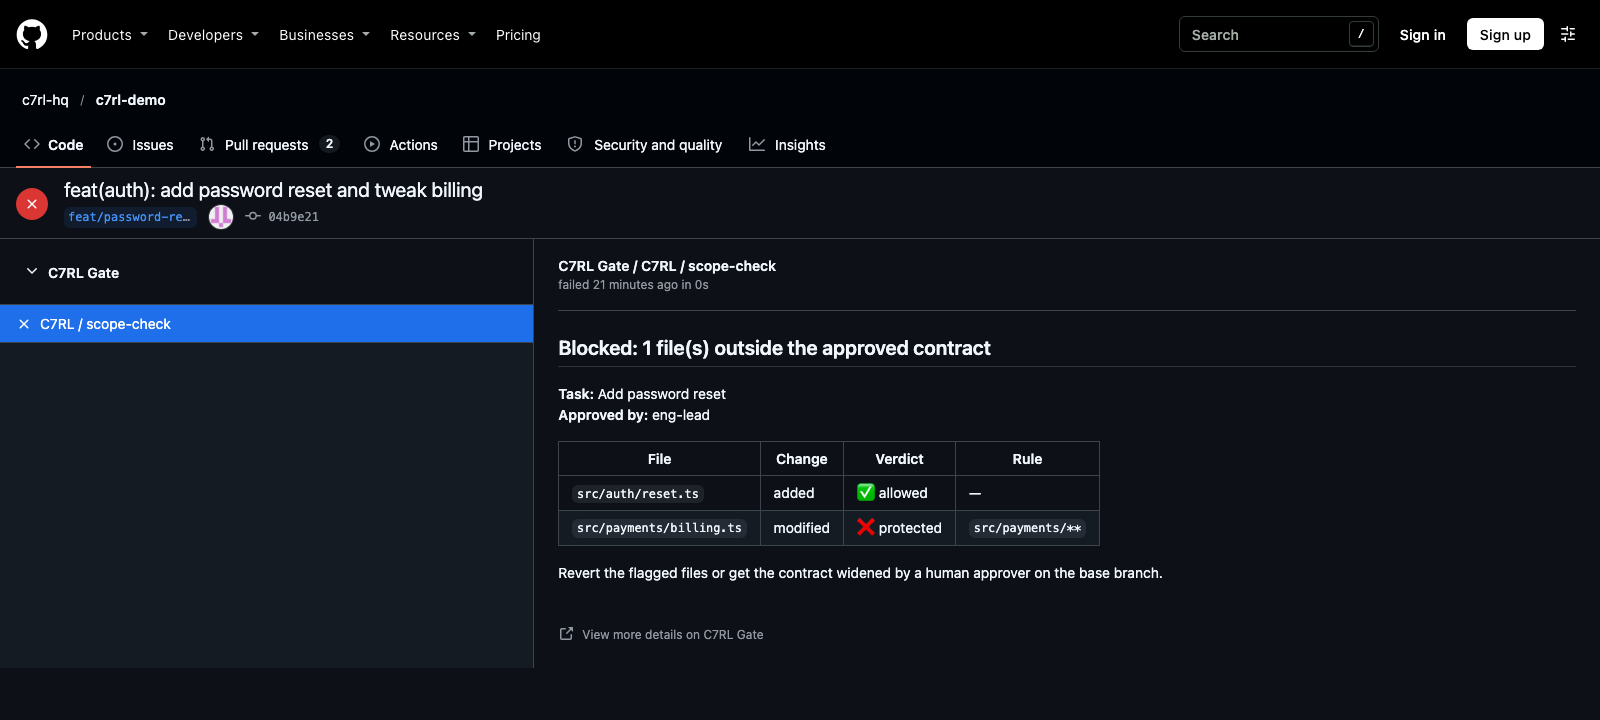 Products Developers Businesses Resources Pricing Search / Sign in Sign up
c7rl-hq / c7rl-demo
Code Issues Pull requests 2 Actions Projects Security and quality Insights
feat(auth): add password reset and tweak billing
feat/password-re… 04b9e21
C7RL Gate
C7RL / scope-check
C7RL Gate / C7RL / scope-check
failed 21 minutes ago in 0s
Blocked: 1 file(s) outside the approved contract
Task: Add password reset
Approved by: eng-lead
File Change Verdict Rule
src/auth/reset.ts added ✅ allowed —
src/payments/billing.ts modified ❌ protected src/payments/**
Revert the flagged files or get the contract widened by a human approver on the base branch.
View more details on C7RL Gate